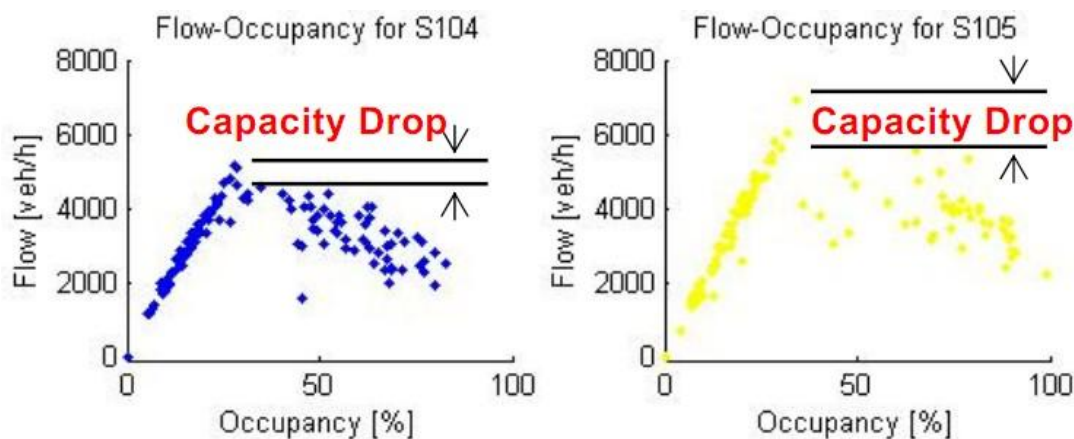 Flow-Occupancy for S104
8000
6000
4000
2000
0
Flow [veh/h]
Capacity Drop
0 50 100
Occupancy [%]
Flow-Occupancy for S105
8000
6000
4000
2000
0
Flow [veh/h]
Capacity Drop
0 50 100
Occupancy [%]